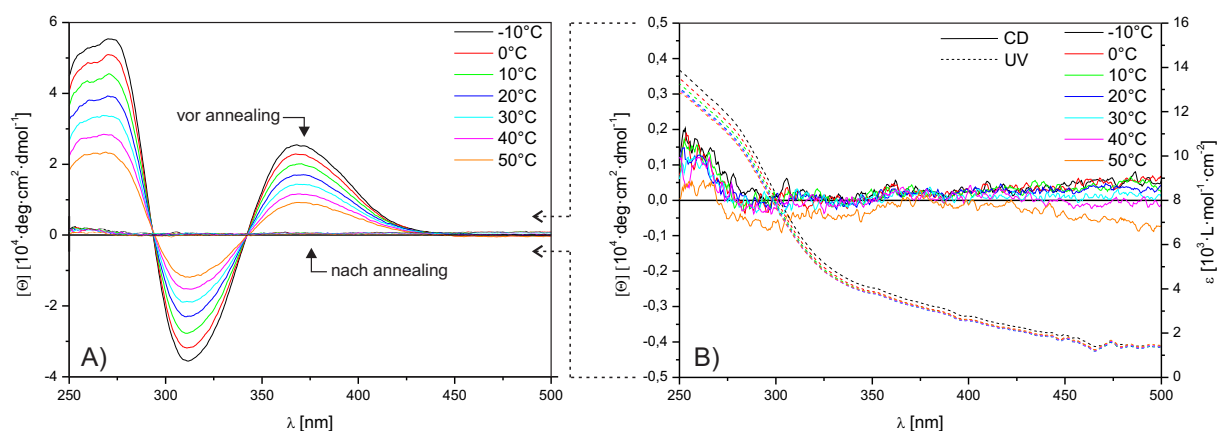 6
4
2
0
-2
-4
[Θ] [10⁴·deg·cm²·dmol⁻¹]
250
300
350
400
450
500
λ [nm]
A)
vor annealing
nach annealing
-10°C
0°C
10°C
20°C
30°C
40°C
50°C
0,5
0,4
0,3
0,2
0,1
0,0
-0,1
-0,2
-0,3
-0,4
-0,5
[Θ] [10⁴·deg·cm²·dmol⁻¹]
250
300
350
400
450
500
λ [nm]
B)
CD
UV
-10°C
0°C
10°C
20°C
30°C
40°C
50°C
16
14
12
10
8
6
4
2
0
ε [10³·L·mol⁻¹·cm⁻²]